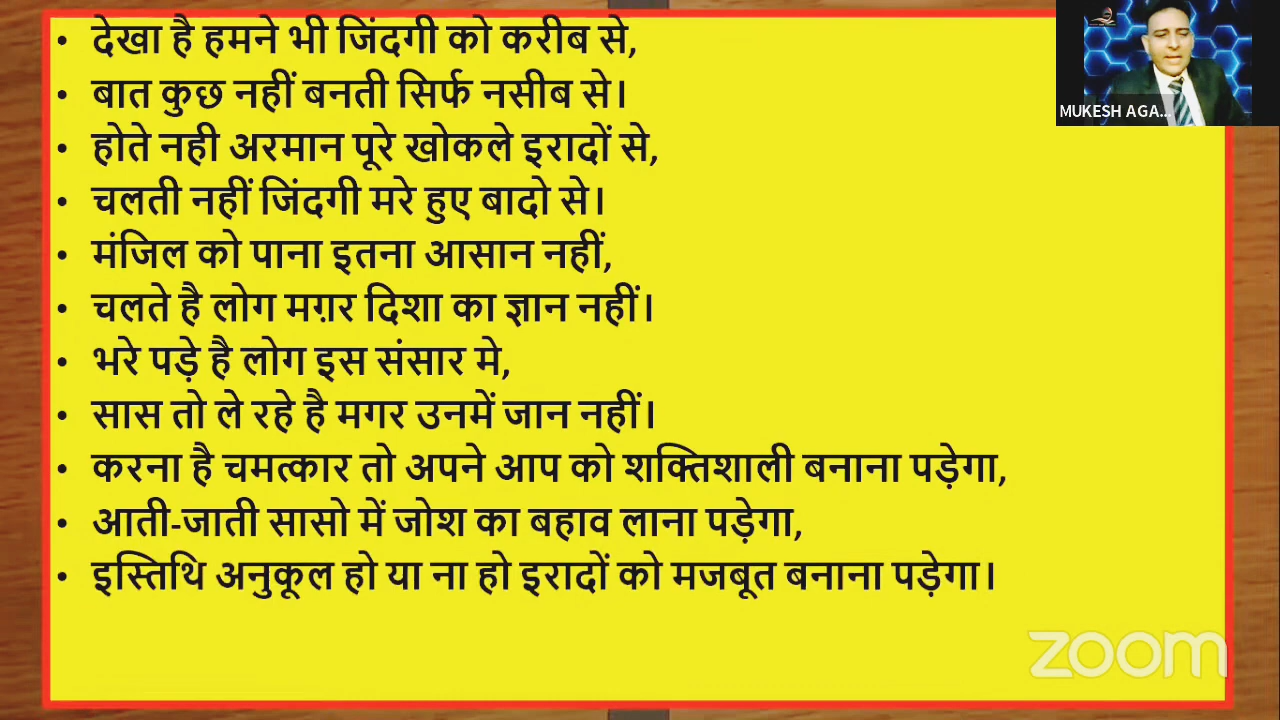 • देखा है हमने भी जिंदगी को करीब से,
• बात कुछ नहीं बनती सिर्फ नसीब से।
• होते नही अरमान पूरे खोकले इरादों से,
• चलती नहीं जिंदगी मरे हुए बादो से।
• मंजिल को पाना इतना आसान नहीं,
• चलते है लोग मग़र दिशा का ज्ञान नहीं।
• भरे पड़े है लोग इस संसार मे,
• सास तो ले रहे है मगर उनमें जान नहीं।
• करना है चमत्कार तो अपने आप को शक्तिशाली बनाना पड़ेगा,
• आती-जाती सासो में जोश का बहाव लाना पड़ेगा,
• इस्तिथि अनुकूल हो या ना हो इरादों को मजबूत बनाना पड़ेगा।
MUKESH AGA...
zoom